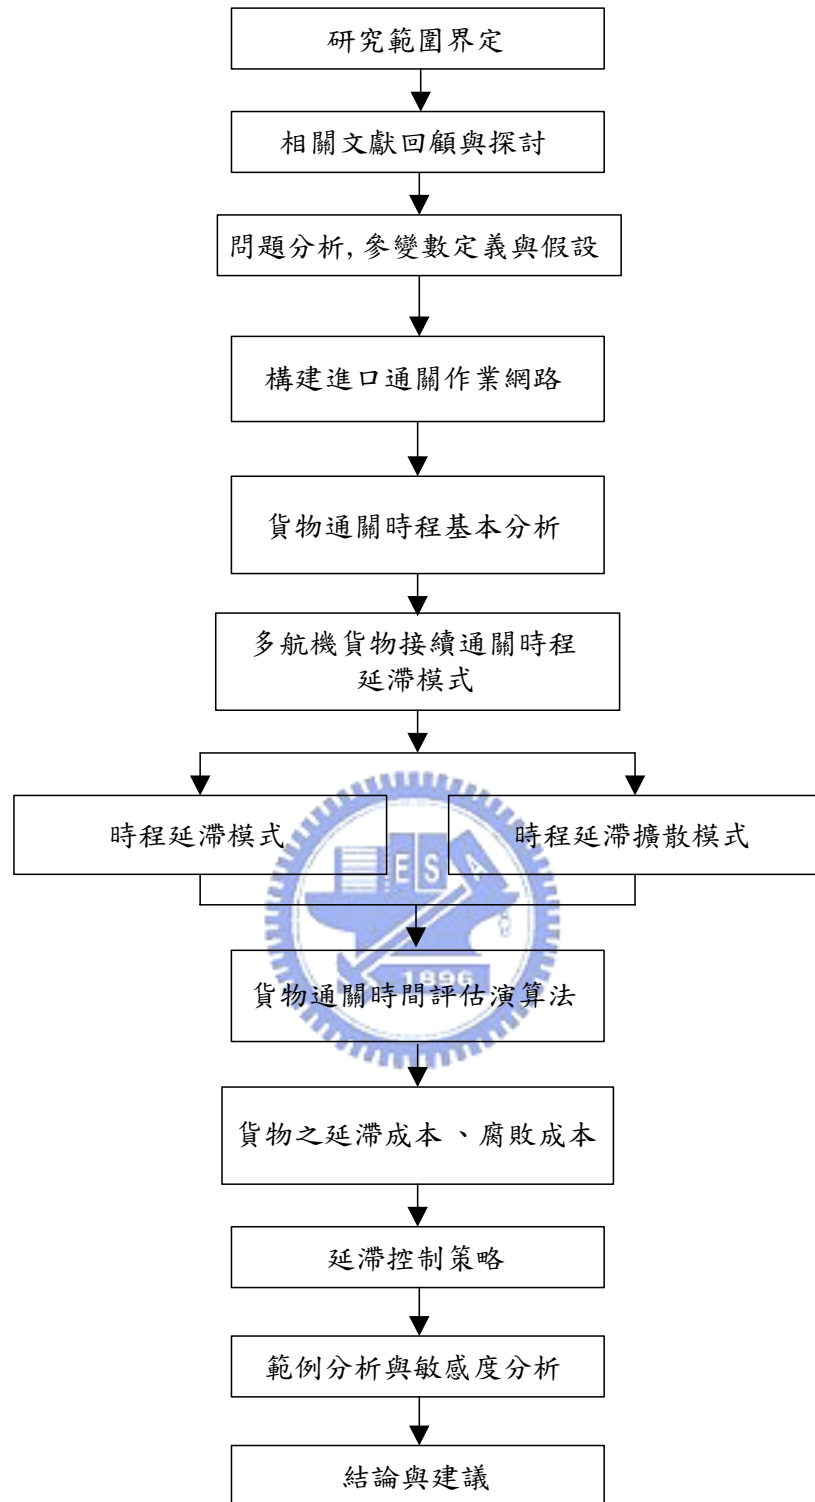 研究範圍界定
相關文獻回顧與探討
問題分析, 參變數定義與假設
構建進口通關作業網路
貨物通關時程基本分析
多航機貨物接續通關時程
延滯模式
時程延滯模式
時程延滯擴散模式
E S A
1896
貨物通關時間評估演算法
貨物之延滯成本、腐敗成本
延滯控制策略
範例分析與敏感度分析
結論與建議